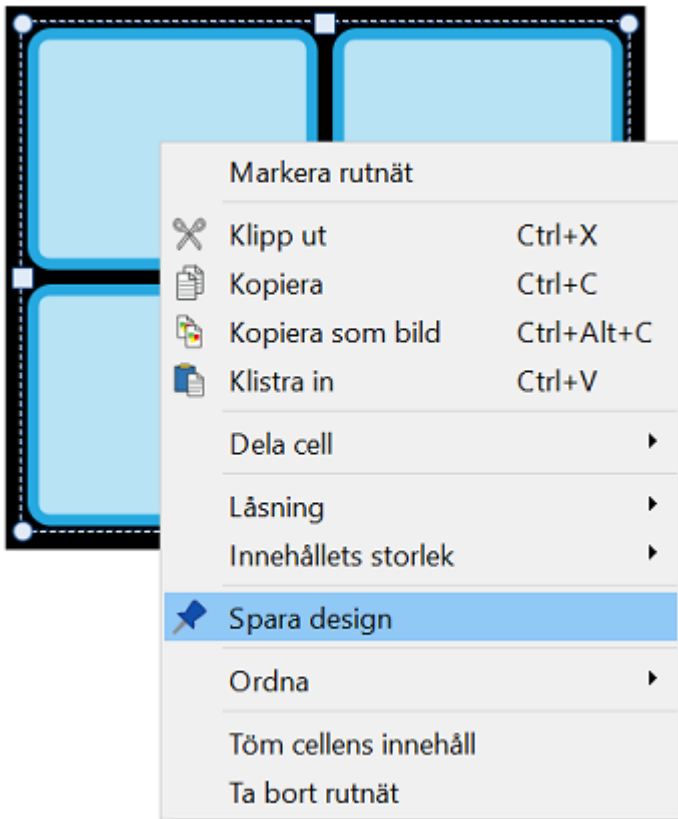 Markera rutnät
Klipp ut Ctrl+X
Kopiera Ctrl+C
Kopiera som bild Ctrl+Alt+C
Klistra in Ctrl+V
Dela cell
Låsning
Innehållets storlek
Spara design
Ordna
Töm cellens innehåll
Ta bort rutnät